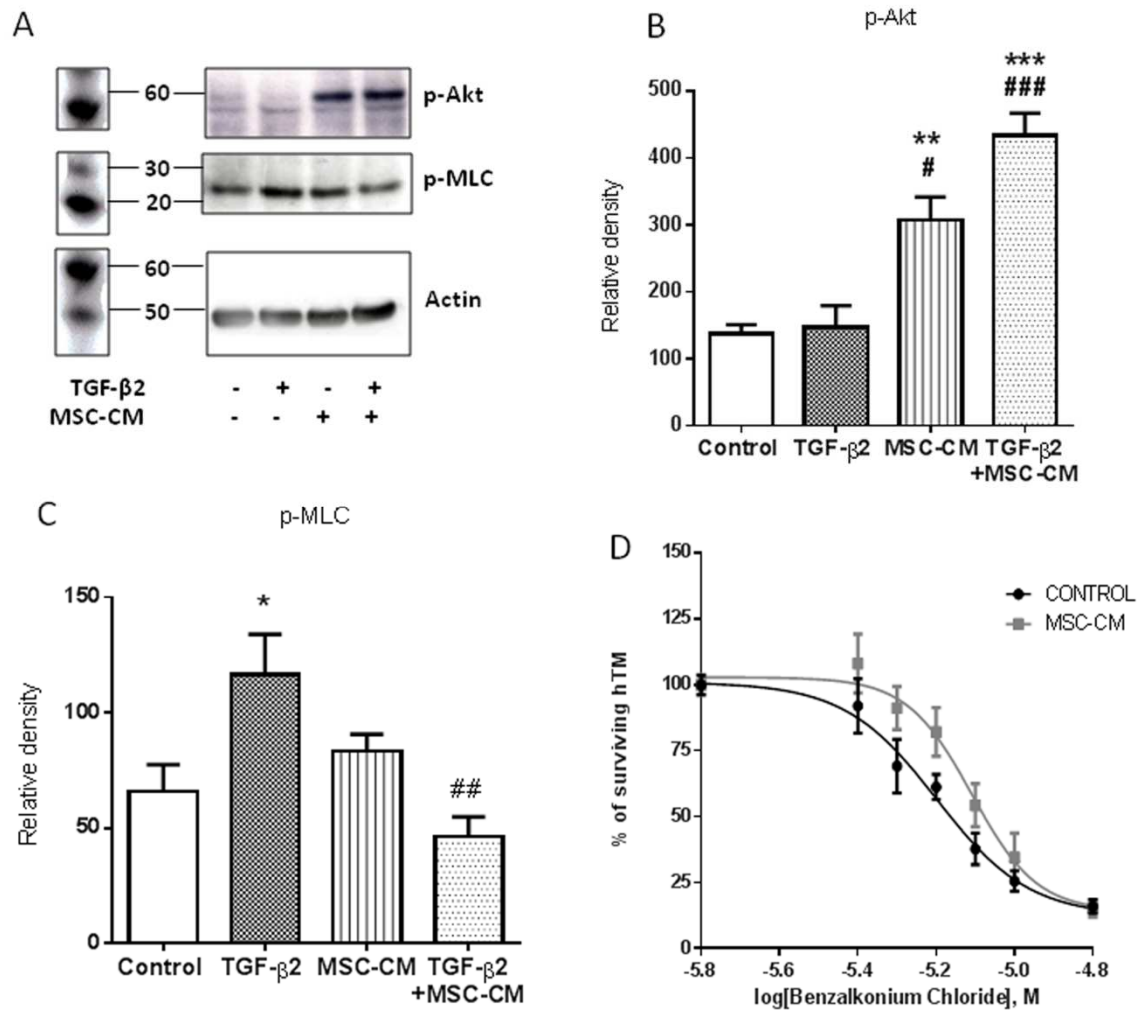 A
60
p-Akt
30
p-MLC
20
60
Actin
50
TGF-β2 - + - +
MSC-CM - - + +
B
p-Akt
Relative density
500
400
300
200
100
0
**
#
***
###
Control TGF-β2 MSC-CM TGF-β2
+MSC-CM
C
p-MLC
Relative density
150
100
50
0
*
##
Control TGF-β2 MSC-CM TGF-β2
+MSC-CM
D
% of surviving hTM
150
125
100
75
50
25
0
CONTROL
MSC-CM
-5.8 -5.6 -5.4 -5.2 -5.0 -4.8
log[Benzalkonium Chloride], M